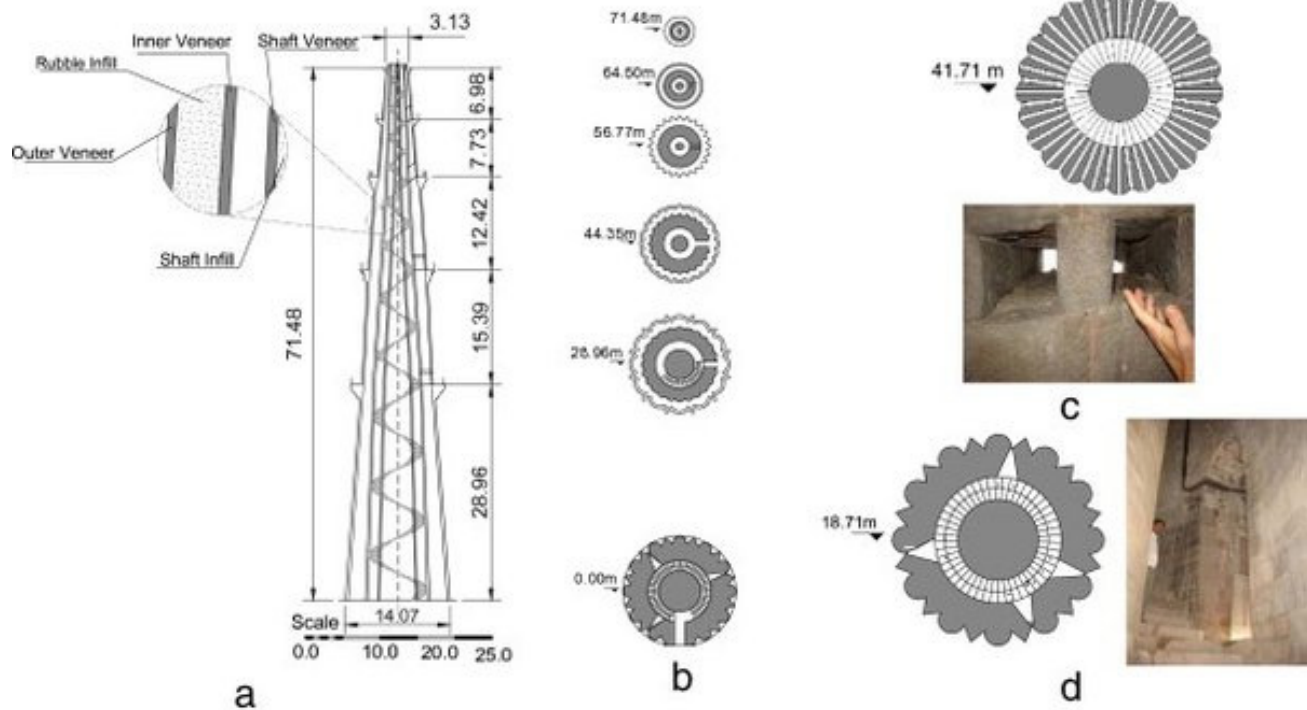 3.13
Inner Veneer
Shaft Veneer
Rubble Infill
Outer Veneer
Shaft Infill
6.98
7.73
12.42
15.39
28.96
71.48
14.07
Scale
0.0 10.0 20.0 25.0
a
71.48m
64.50m
56.77m
44.35m
28.96m
0.00m
b
41.71 m
c
18.71m
d